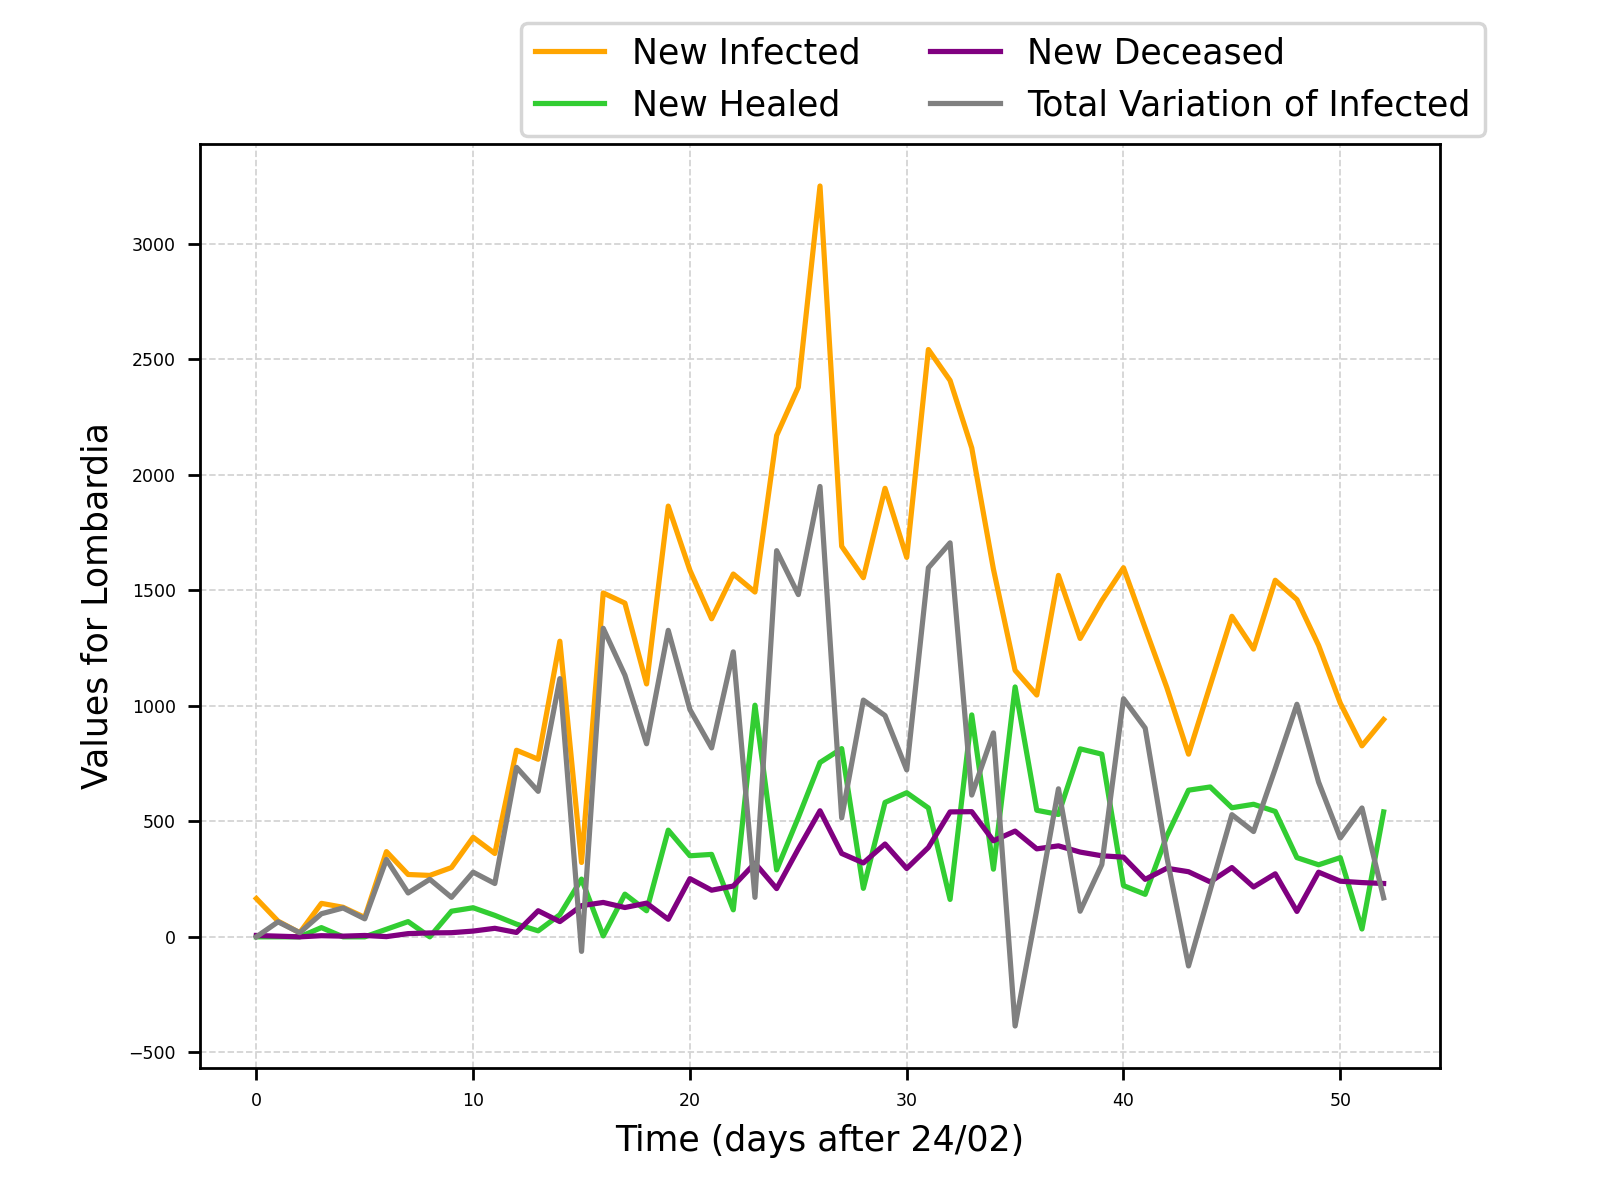 New Infected
New Healed
New Deceased
Total Variation of Infected
Values for Lombardia
3000
2500
2000
1500
1000
500
0
−500
0 10 20 30 40 50
Time (days after 24/02)